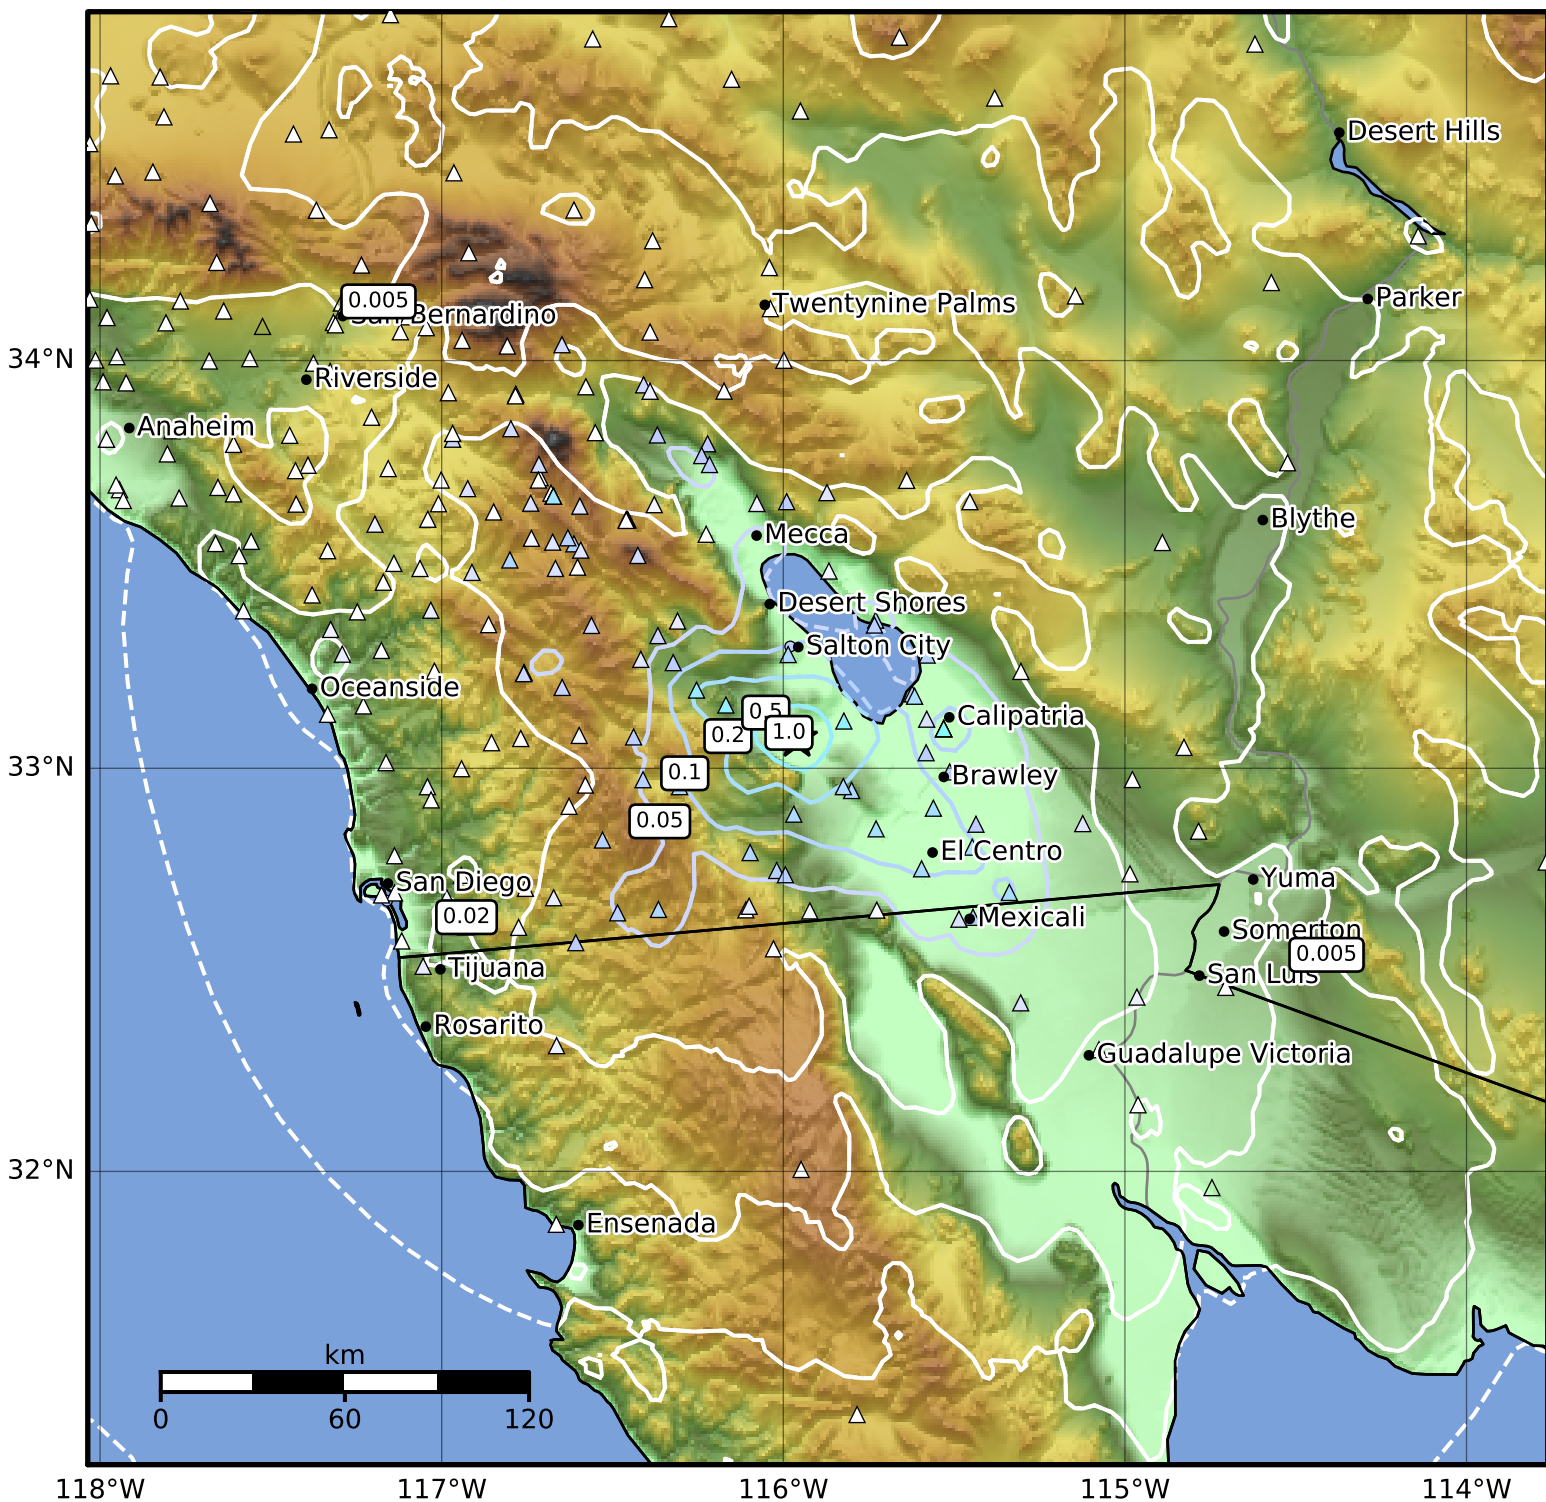 Desert Hills
0.005
San Bernardino
Twentynine Palms
Parker
34°N
Riverside
Anaheim
Blythe
Mecca
Desert Shores
Salton City
Oceanside
0.5
0.2
1.0
Calipatria
33°N
0.1
Brawley
0.05
El Centro
San Diego
Yuma
0.02
Mexicali
Somerton
0.005
Tijuana
San Luis
Rosarito
Guadalupe Victoria
32°N
Ensenada
km
0 60 120
118°W 117°W 116°W 115°W 114°W